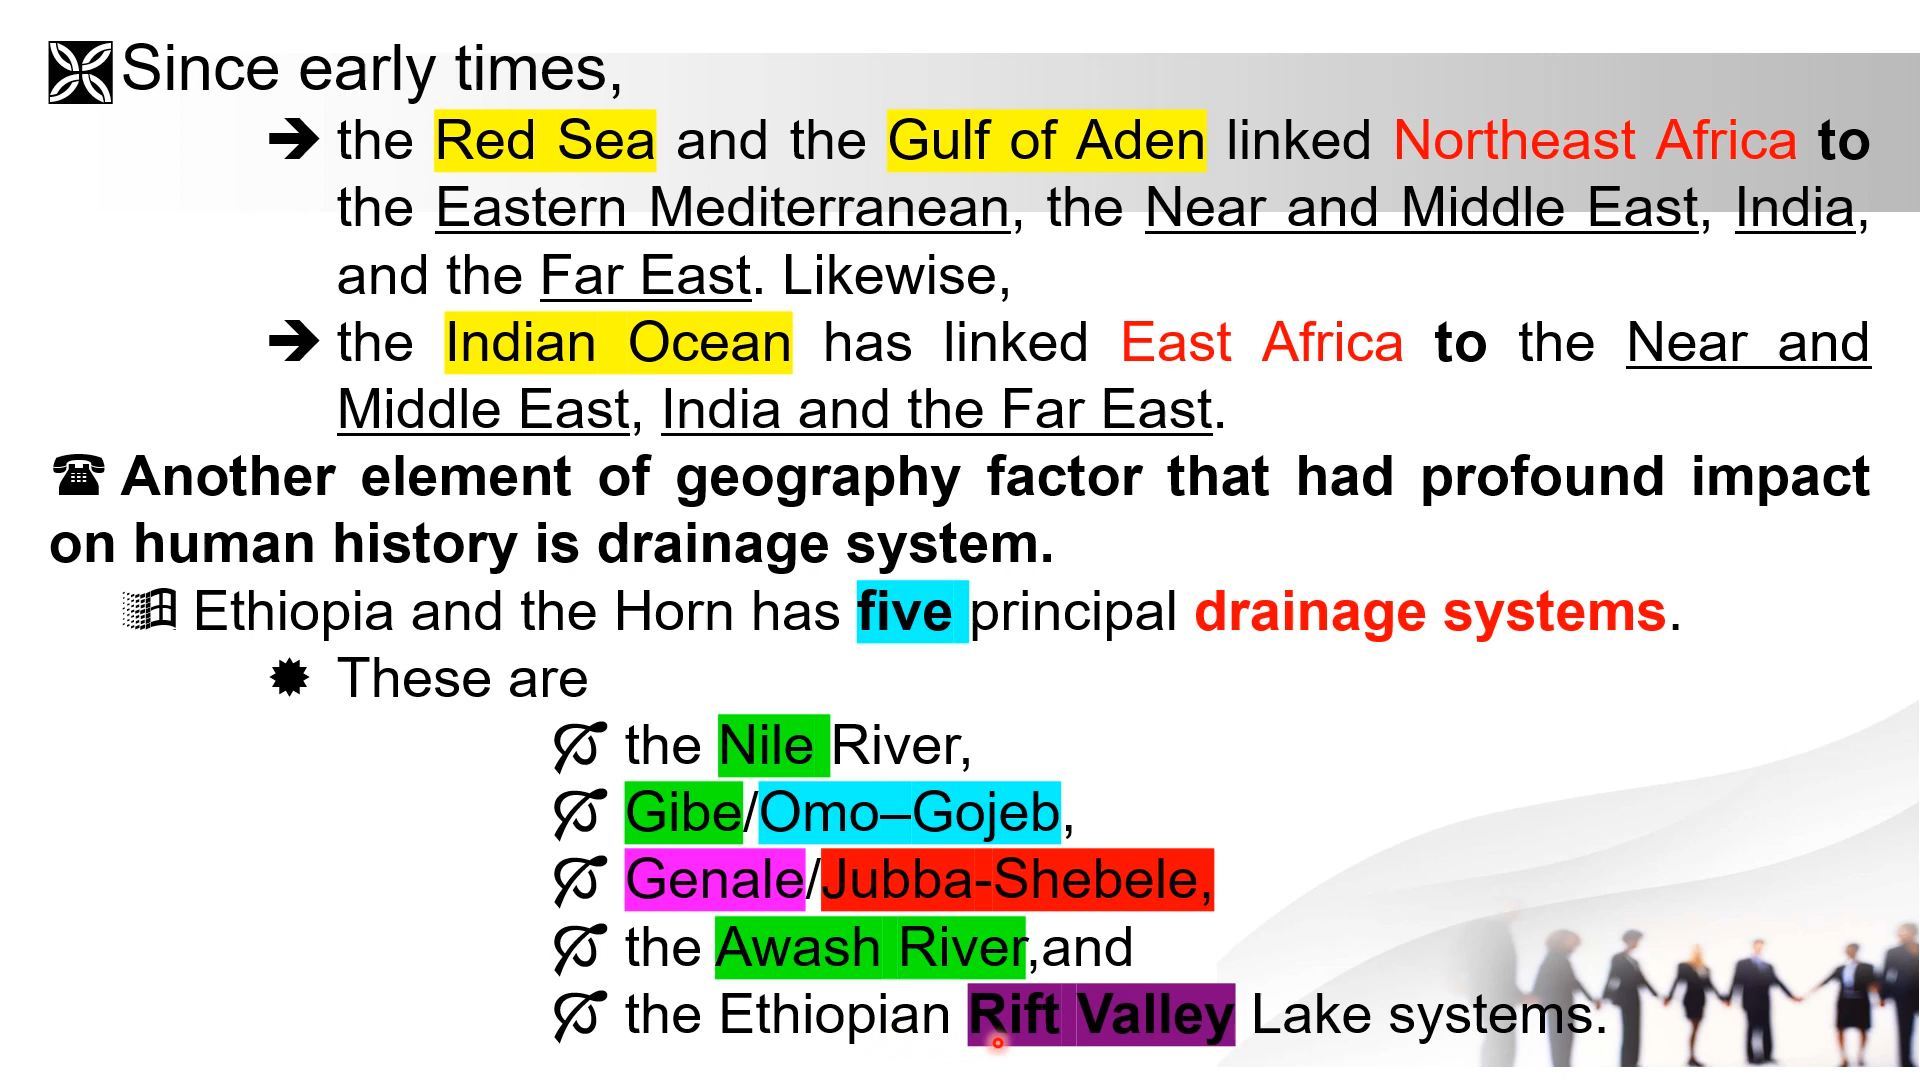 Since early times,
the Red Sea and the Gulf of Aden linked Northeast Africa to
the Eastern Mediterranean, the Near and Middle East, India,
and the Far East. Likewise,
the Indian Ocean has linked East Africa to the Near and
Middle East, India and the Far East.
Another element of geography factor that had profound impact
on human history is drainage system.
Ethiopia and the Horn has five principal drainage systems.
These are
the Nile River,
Gibe/Omo–Gojeb,
Genale/Jubba-Shebele,
the Awash River,and
the Ethiopian Rift Valley Lake systems.